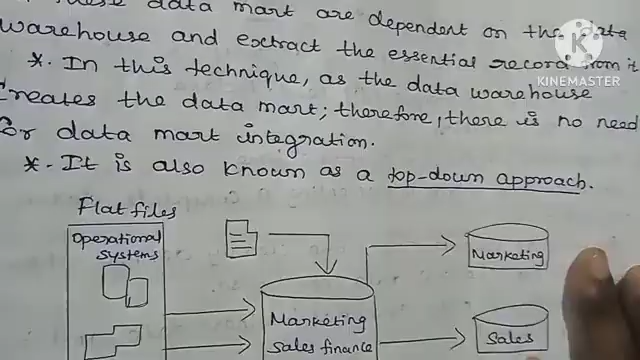 These data mart are dependent on the data
warehouse and extract the essential record from it
*. In this technique, as the data warehouse
creates the data mart; therefore, there is no need
for data mart integration.
*. It is also known as a top-down approach.
Flat files
Operational
systems
Marketing
Sales finance
Marketing
Sales
KINEMASTER